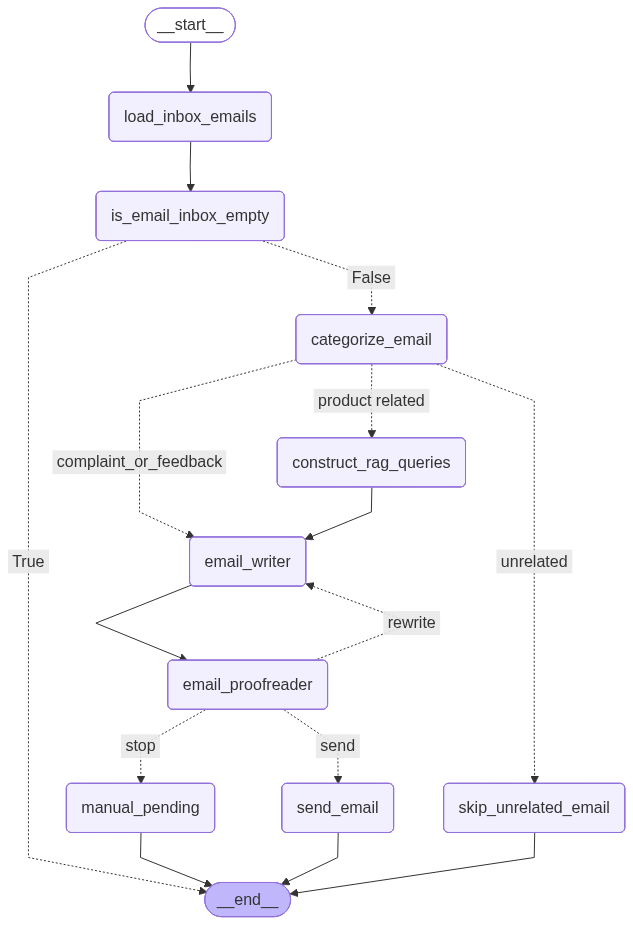 __start__
load_inbox_emails
is_email_inbox_empty
False
categorize_email
product related
complaint_or_feedback
construct_rag_queries
True
email_writer
unrelated
rewrite
email_proofreader
stop
send
manual_pending
send_email
skip_unrelated_email
__end__